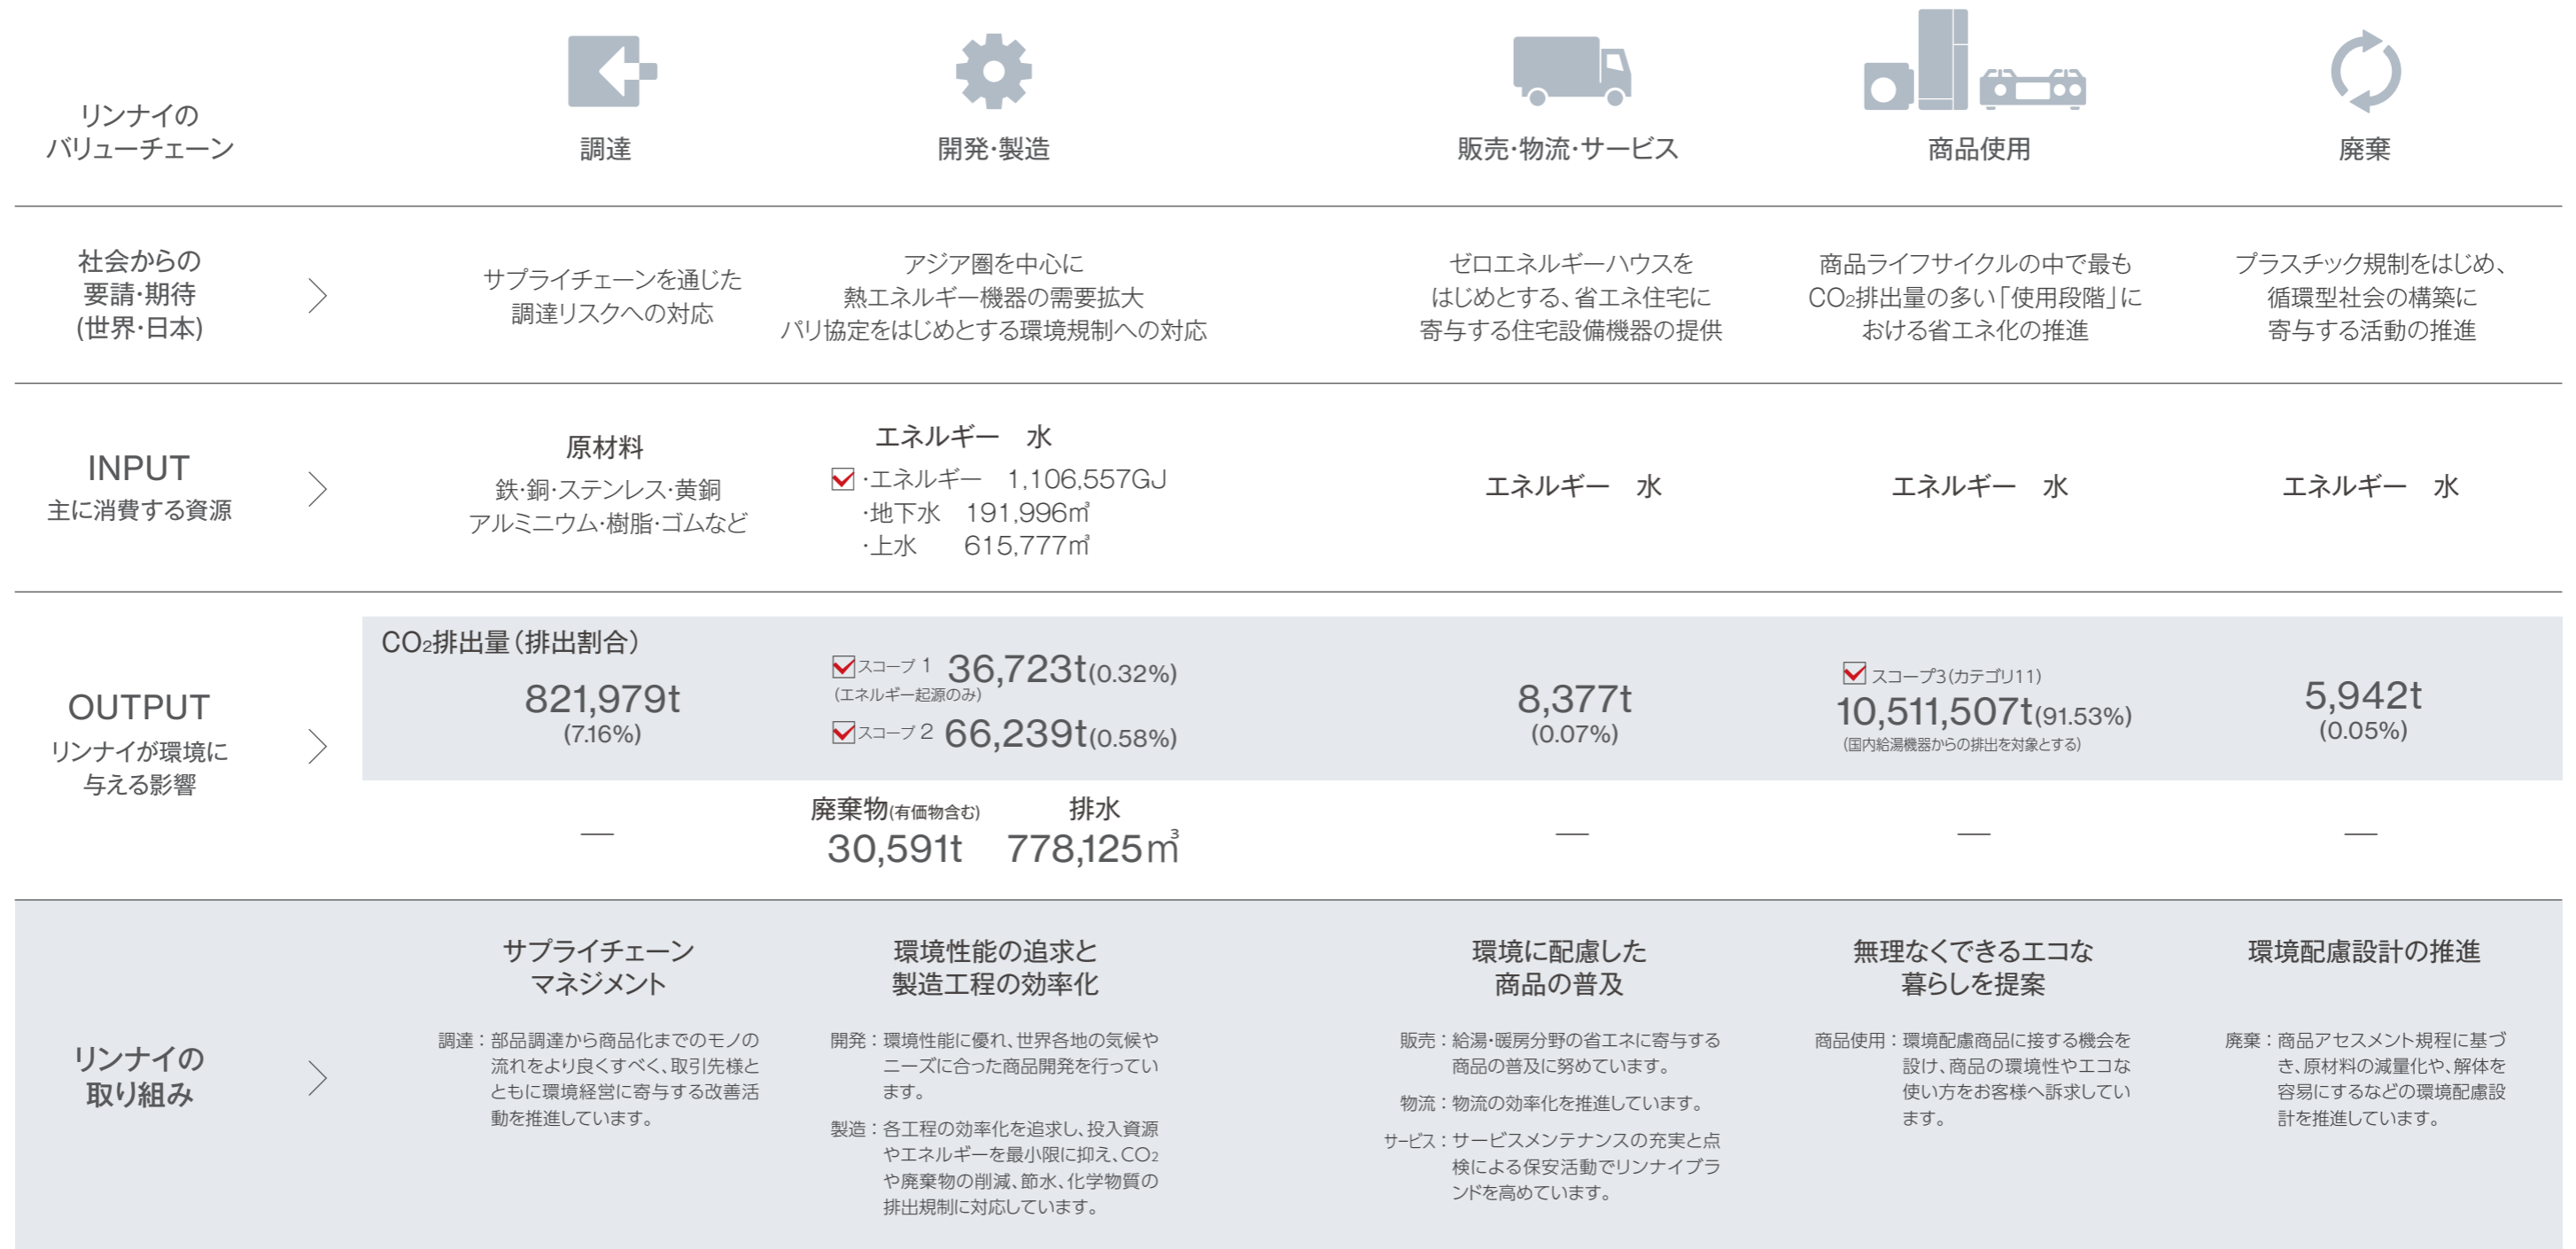 リンナイの
バリューチェーン
調達
開発・製造
販売・物流・サービス
商品使用
廃棄
社会からの
要請・期待
(世界・日本)
サプライチェーンを通じた
調達リスクへの対応
アジア圏を中心に
熱エネルギー機器の需要拡大
パリ協定をはじめとする環境規制への対応
ゼロエネルギーハウスを
はじめとする、省エネ住宅に
寄与する住宅設備機器の提供
商品ライフサイクルの中で最も
CO₂排出量の多い「使用段階」に
おける省エネ化の推進
プラスチック規制をはじめ、
循環型社会の構築に
寄与する活動の推進
INPUT
主に消費する資源
原材料
鉄・銅・ステンレス・黄銅
アルミニウム・樹脂・ゴムなど
エネルギー 水
・エネルギー 1,106,557GJ
・地下水 191,996㎥
・上水 615,777㎥
エネルギー 水
エネルギー 水
エネルギー 水
OUTPUT
リンナイが環境に
与える影響
CO₂排出量（排出割合）
821,979t
(7.16%)
スコープ 1 36,723t(0.32%)
(エネルギー起源のみ)
スコープ 2 66,239t(0.58%)
8,377t
(0.07%)
スコープ3(カテゴリ11)
10,511,507t(91.53%)
(国内給湯機器からの排出を対象とする)
5,942t
(0.05%)
—
廃棄物(有価物含む) 排水
30,591t 778,125㎥
—
—
—
リンナイの
取り組み
サプライチェーン
マネジメント
調達：部品調達から商品化までのモノの
流れをより良くすべく、取引先様と
ともに環境経営に寄与する改善活
動を推進しています。
環境性能の追求と
製造工程の効率化
開発：環境性能に優れ、世界各地の気候や
ニーズに合った商品開発を行ってい
ます。
製造：各工程の効率化を追求し、投入資源
やエネルギーを最小限に抑え、CO₂
や廃棄物の削減、節水、化学物質の
排出規制に対応しています。
環境に配慮した
商品の普及
販売：給湯・暖房分野の省エネに寄与する
商品の普及に努めています。
物流：物流の効率化を推進しています。
サービス：サービスメンテナンスの充実と点
検による保安活動でリンナイブラ
ンドを高めています。
無理なくできるエコな
暮らしを提案
商品使用：環境配慮商品に接する機会を
設け、商品の環境性やエコな
使い方をお客様へ訴求してい
ます。
環境配慮設計の推進
廃棄：商品アセスメント規程に基づ
き、原材料の減量化や、解体を
容易にするなどの環境配慮設
計を推進しています。